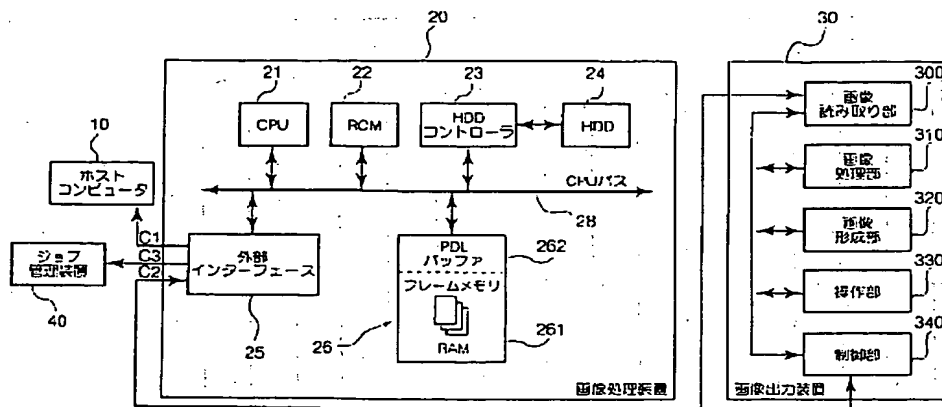 20
30
21
22
23
24
300
CPU
RCM
HDD
コントローラ
HDD
画像
読み取り部
10
310
ホスト
コンピュータ
CPUバス
画像
処理部
28
320
C1
ジョブ
管理装置
C3
C2
外部
インターフェース
PDL
バッファ
262
画像
形成部
フレームメモリ
330
40
操作部
340
25
26
RAM
261
制御部
画像処理装置
画像出力装置